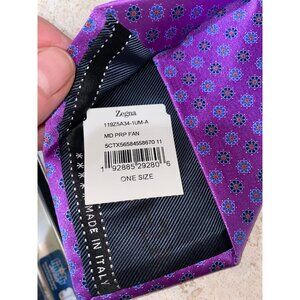 Zegna
119Z5A34-1UM-A
MD PRP FAN
5CTX56584558670 11
1 92885 29280 6
ONE SIZE
MADE IN ITALY